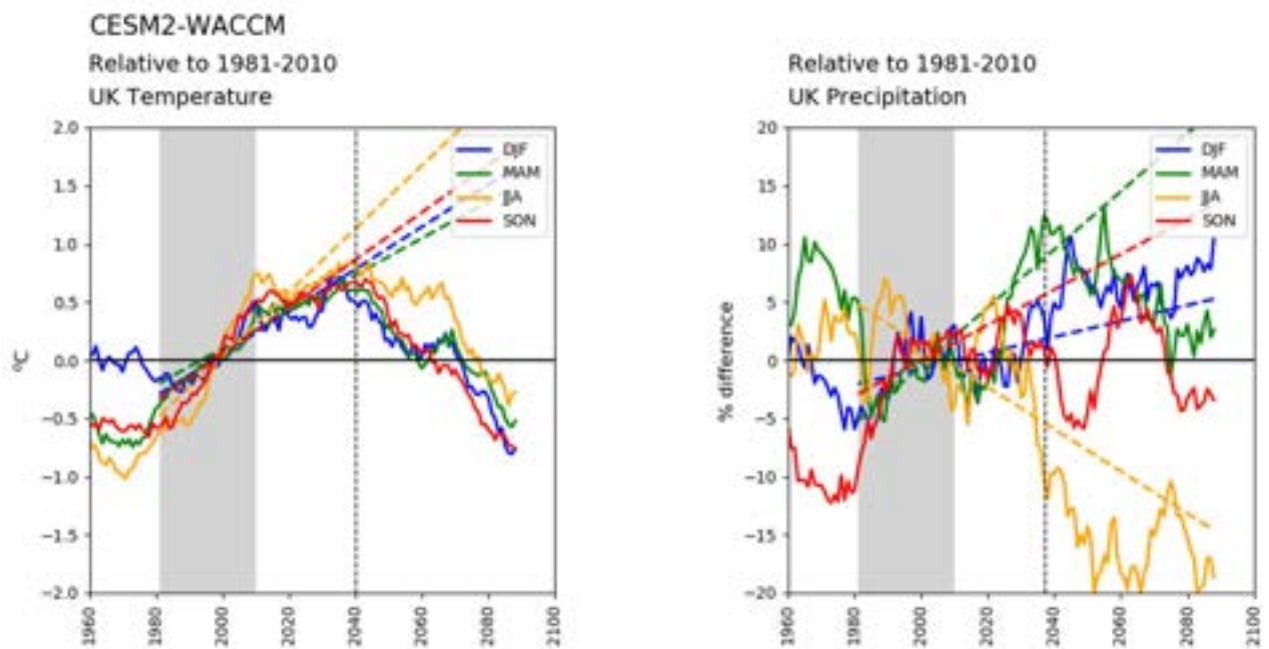 CESM2-WACCM
Relative to 1981-2010
UK Temperature
2.0
1.5
1.0
0.5
0.0
−0.5
−1.0
−1.5
−2.0
ºC
1960
1980
2000
2020
2040
2060
2080
2100
DJF
MAM
JJA
SON
Relative to 1981-2010
UK Precipitation
20
15
10
5
0
−5
−10
−15
−20
% difference
1960
1980
2000
2020
2040
2060
2080
2100
DJF
MAM
JJA
SON